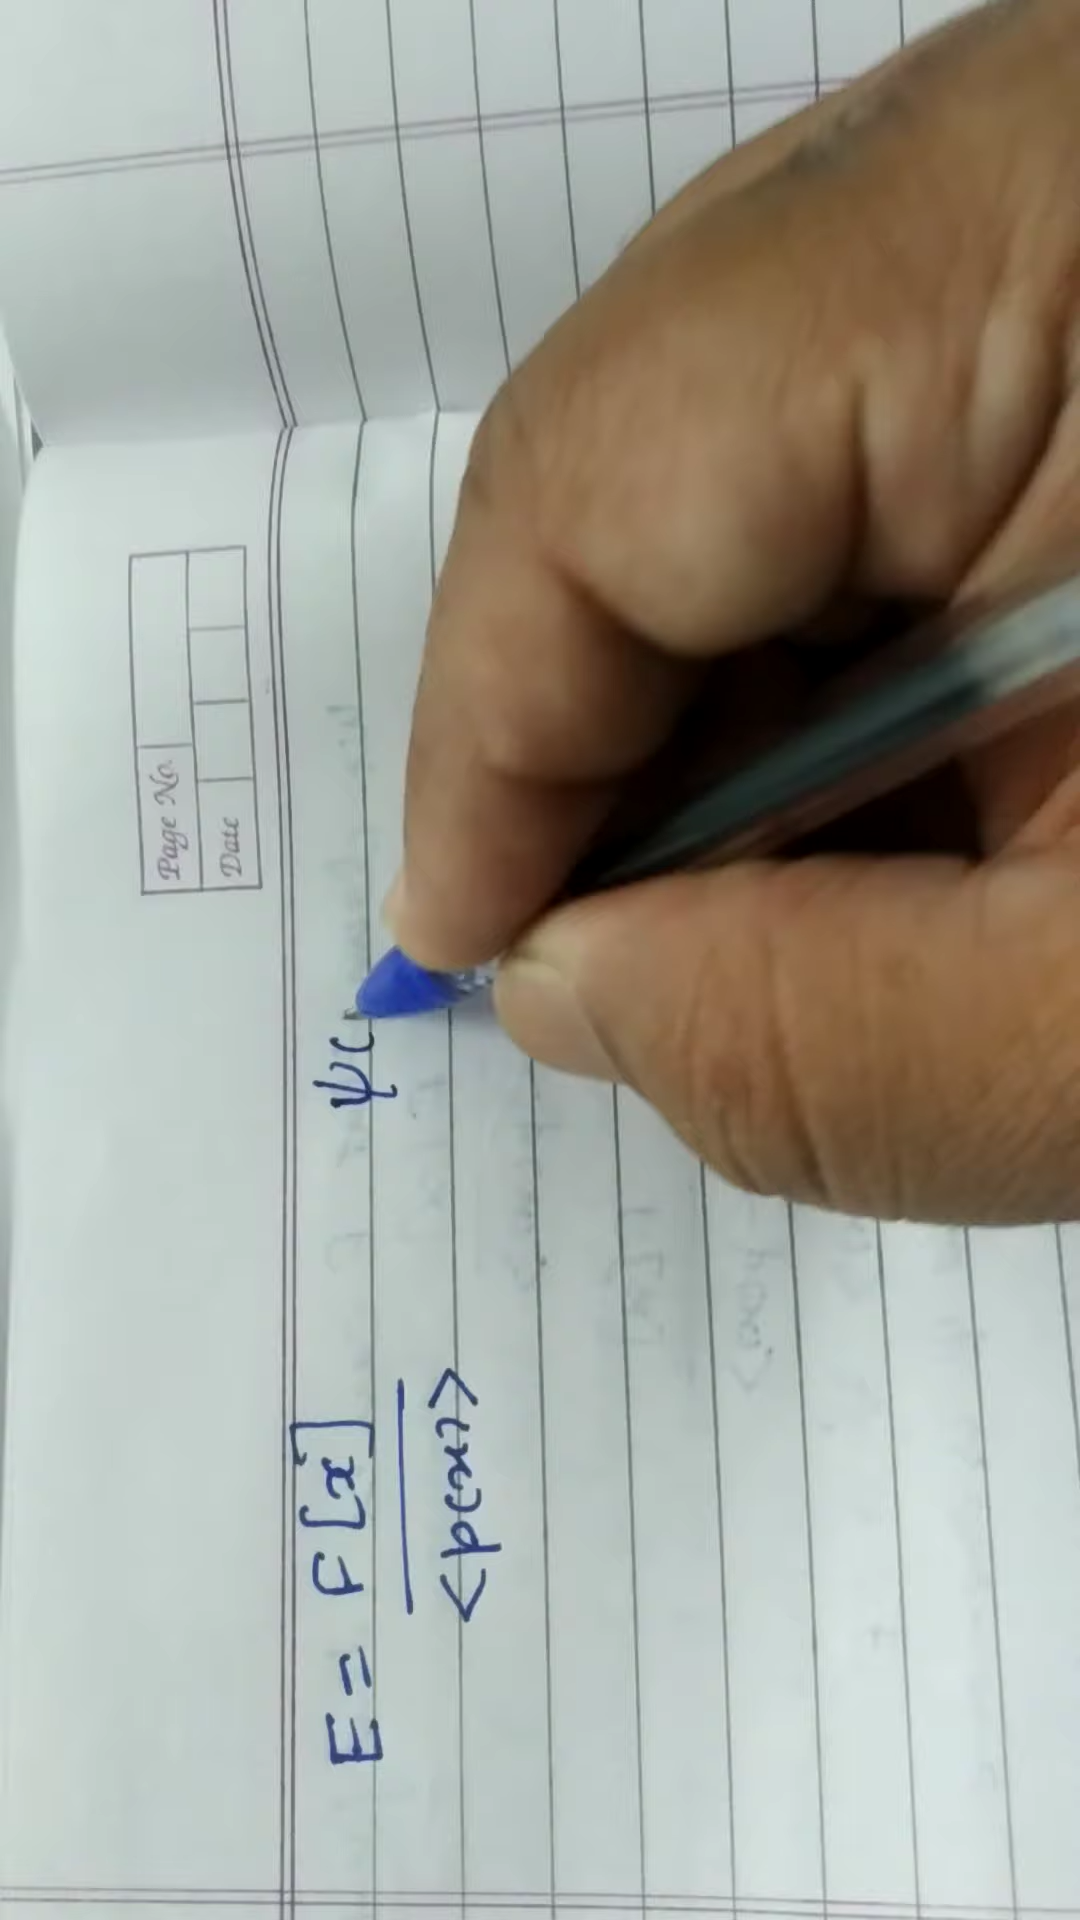 Page No.
Date
E = F[x] ψ(
<p(x)>